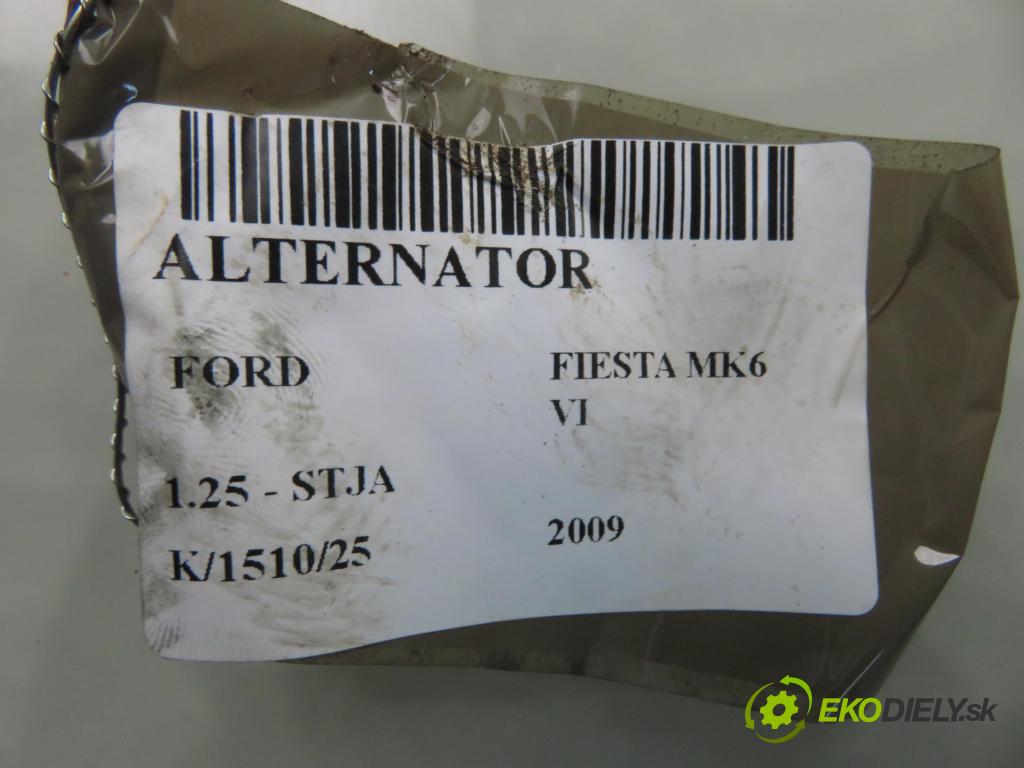 ALTERNATOR
FORD
FIESTA MK6
VI
1.25 - STJA
2009
K/1510/25
EKODIELY.sk